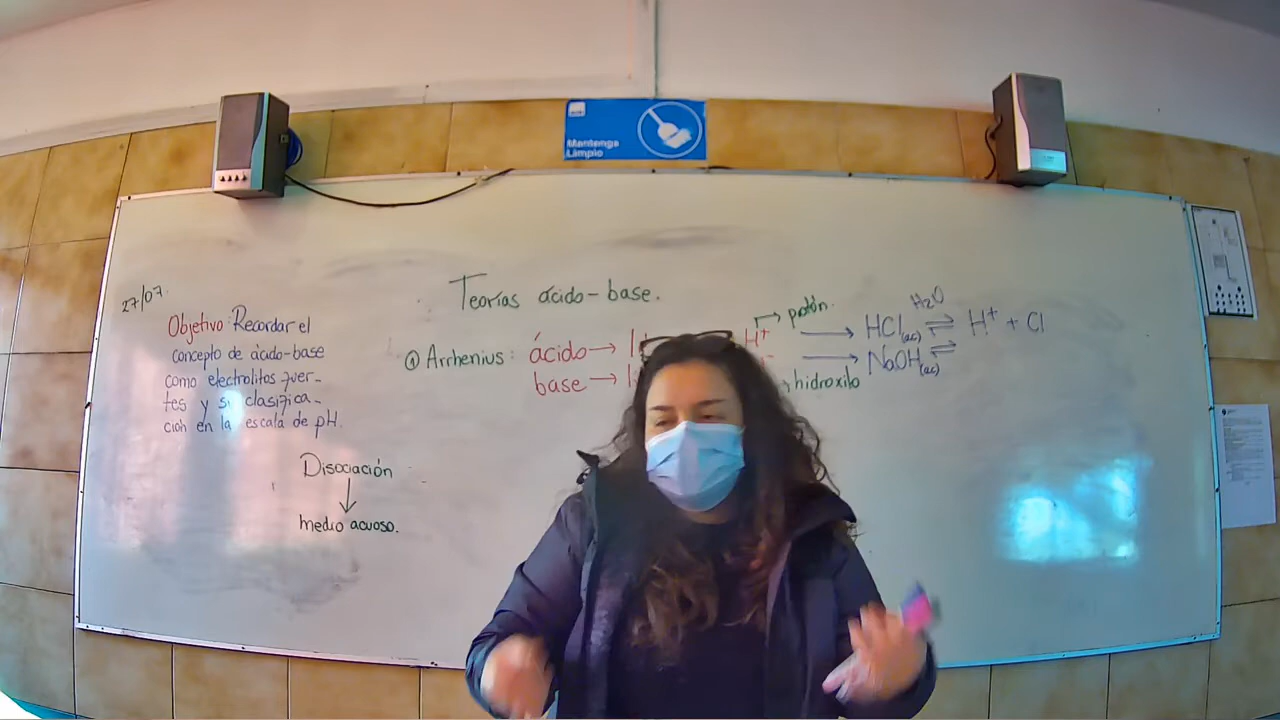 Mantenga
Limpio
27/07
Objetivo: Recordar el
concepto de ácido-base
como electrolitos fuer-
tes y su clasifica-
ción en la escala de pH.
Disociación
↓
medio acuoso.
Teorías ácido-base.
① Arrhenius: ácido → H⁺ → protón
base → hidroxilo
→ HCl(ac) ⇌ H₂O H⁺ + Cl
→ NaOH(ac) ⇌